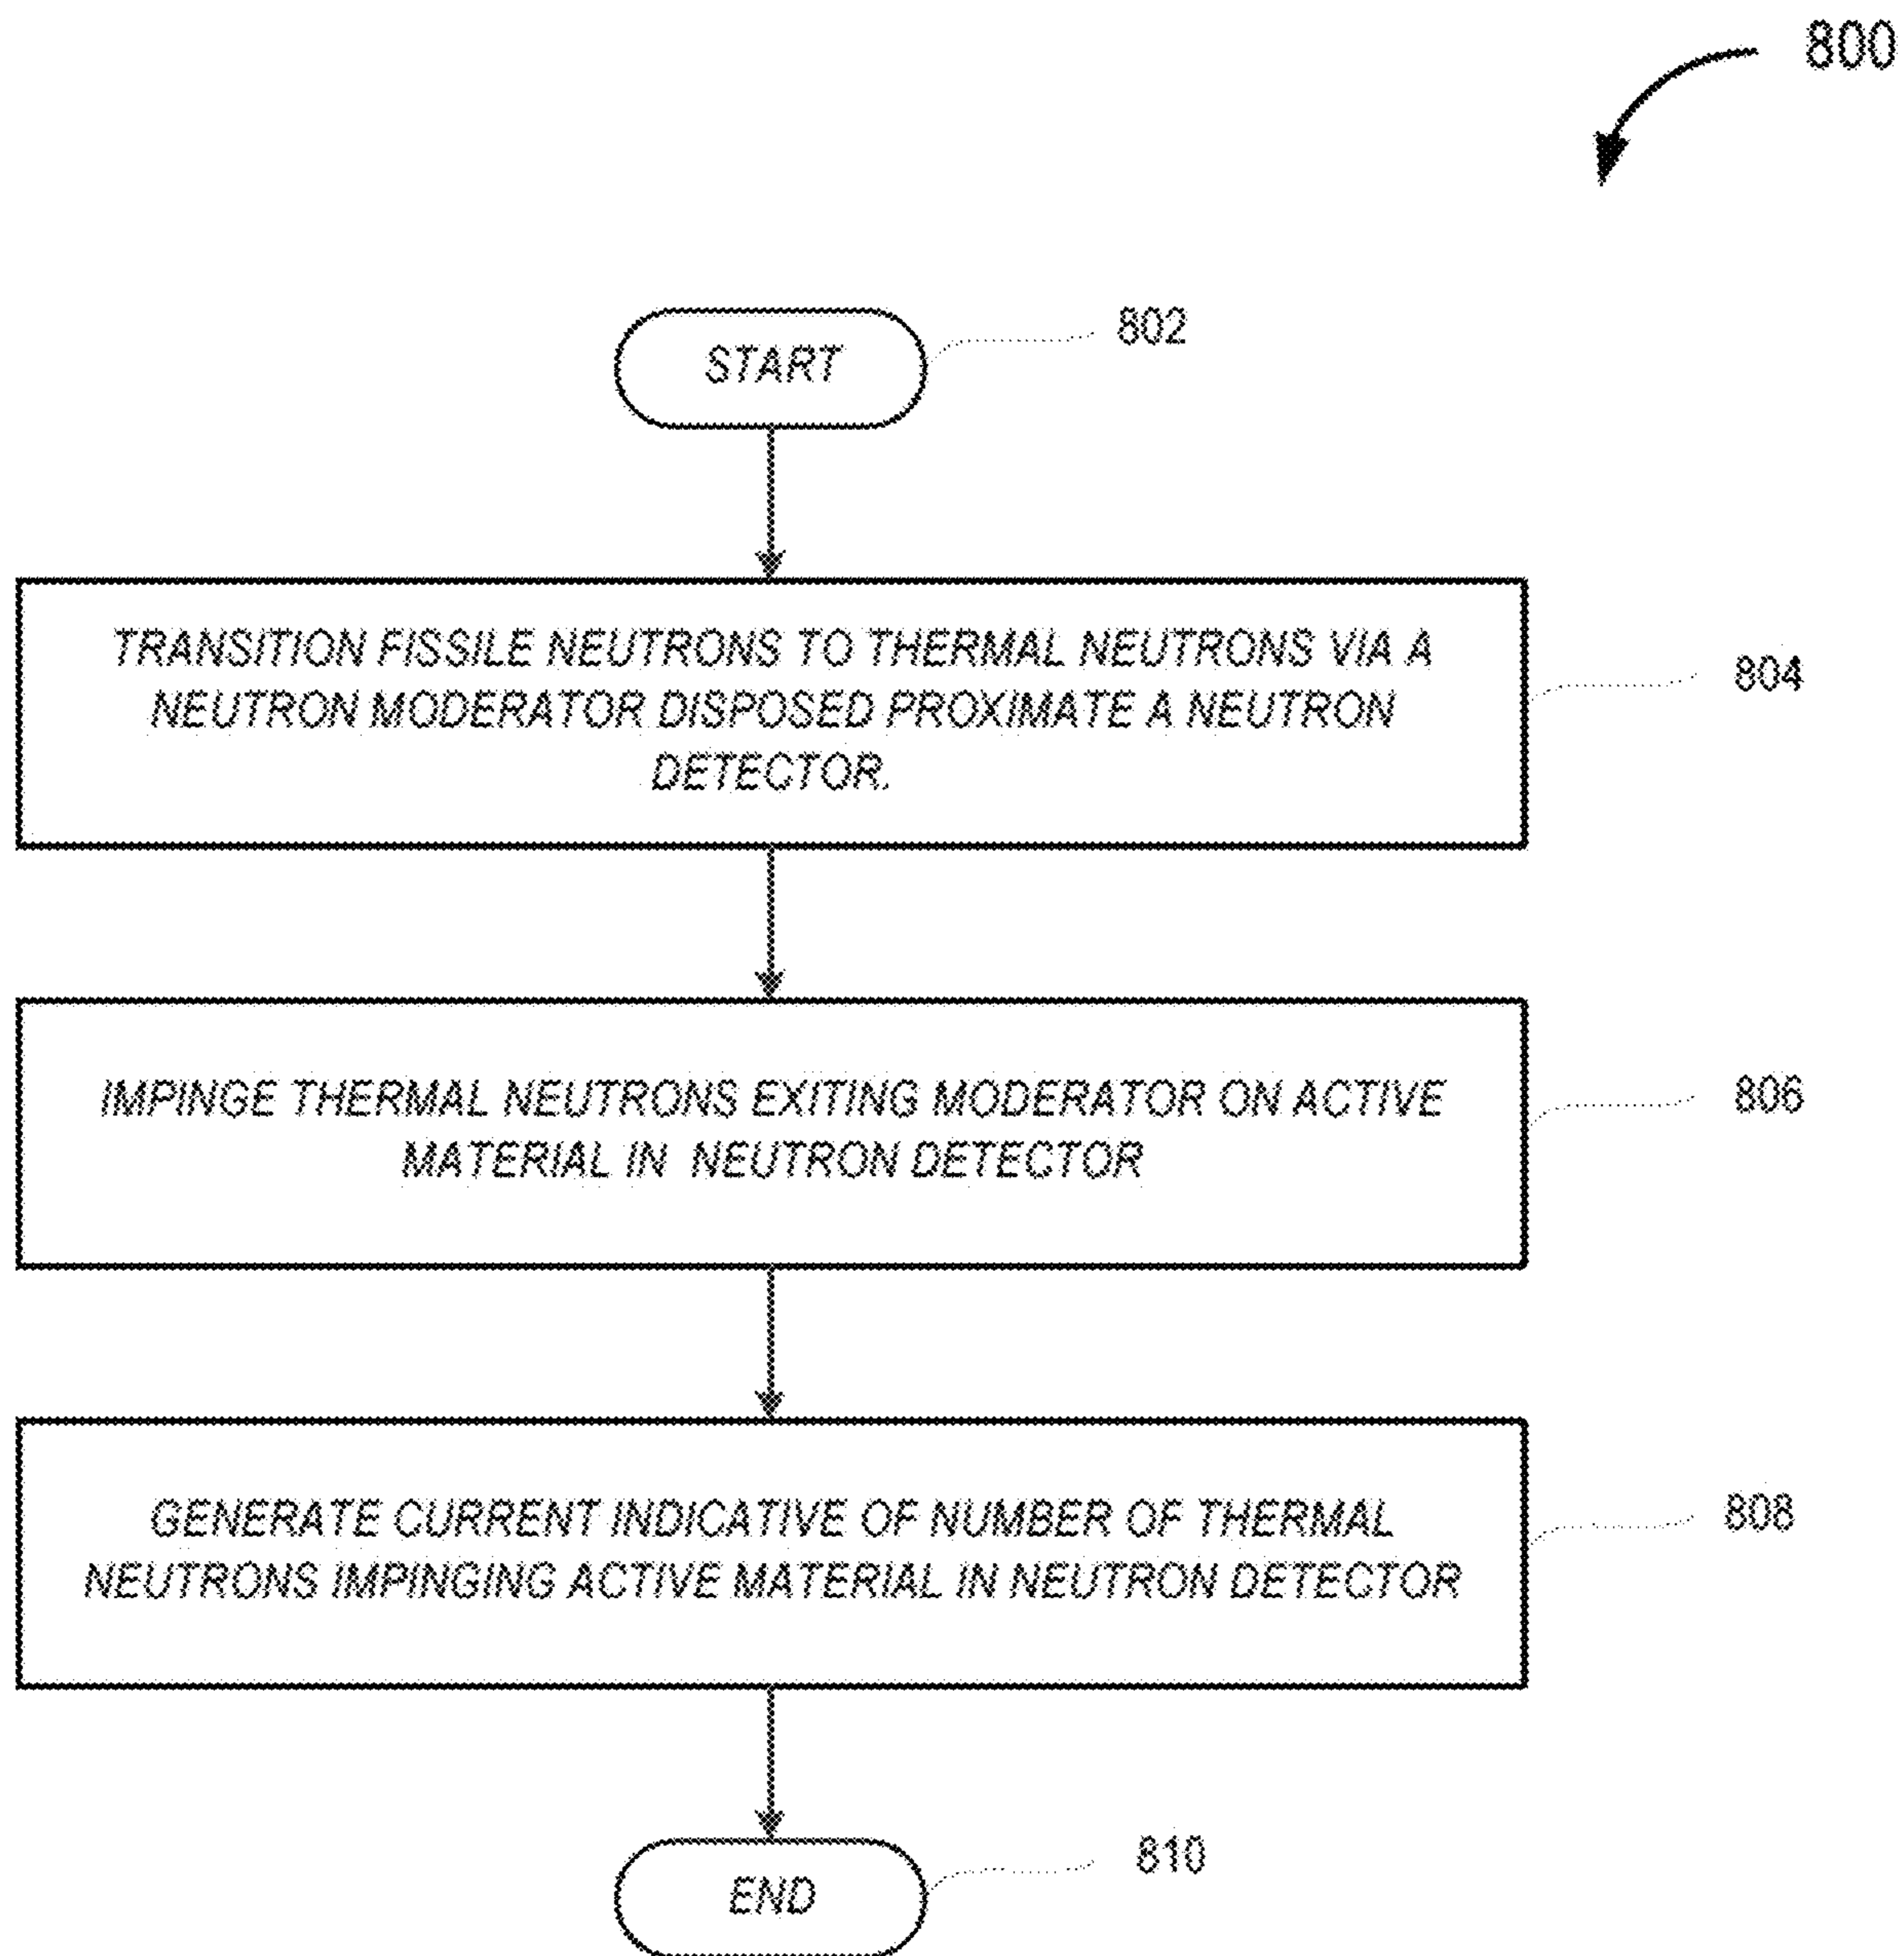 800
START
802
TRANSITION FISSILE NEUTRONS TO THERMAL NEUTRONS VIA A
NEUTRON MODERATOR DISPOSED PROXIMATE A NEUTRON
DETECTOR.
804
IMPINGE THERMAL NEUTRONS EXITING MODERATOR ON ACTIVE
MATERIAL IN NEUTRON DETECTOR
806
GENERATE CURRENT INDICATIVE OF NUMBER OF THERMAL
NEUTRONS IMPINGING ACTIVE MATERIAL IN NEUTRON DETECTOR
808
END
810